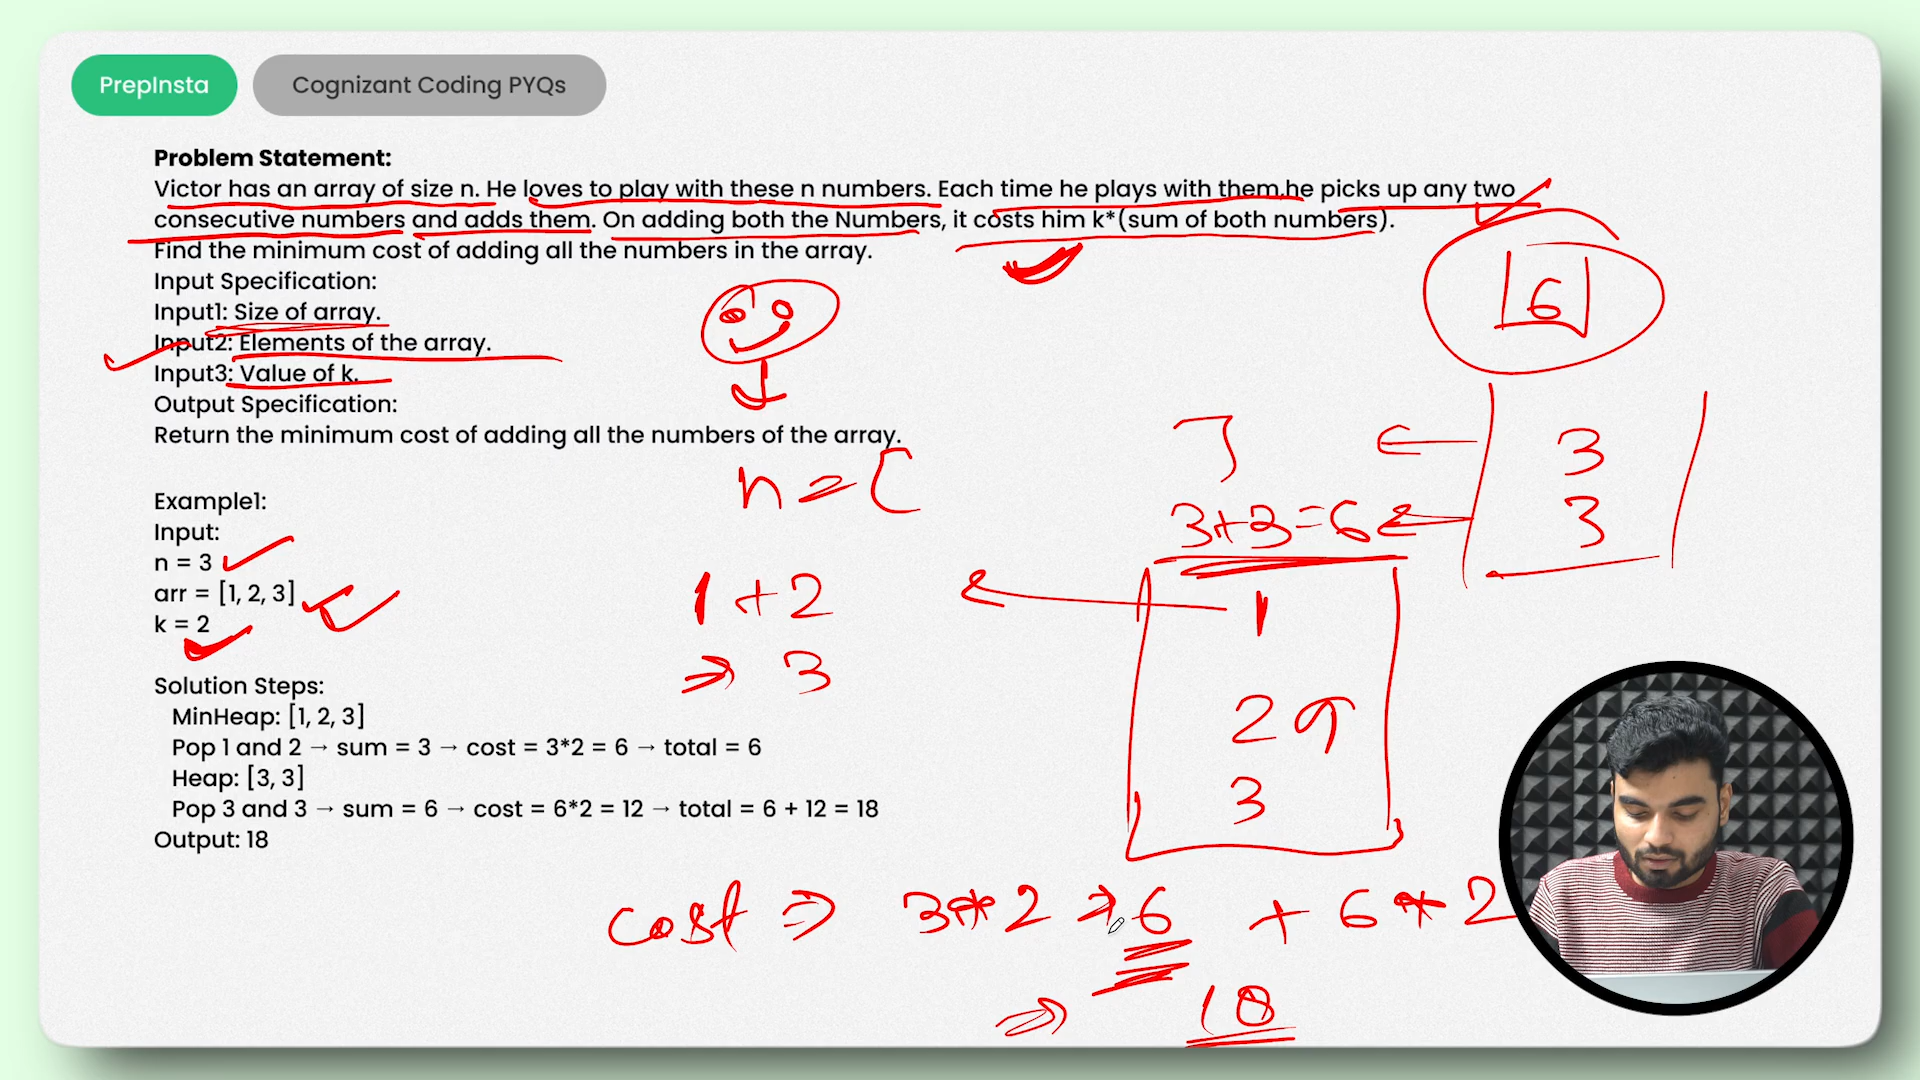 PrepInsta
Cognizant Coding PYQs
Problem Statement:
Victor has an array of size n. He loves to play with these n numbers. Each time he plays with them,he picks up any two
consecutive numbers and adds them. On adding both the Numbers, it costs him k*(sum of both numbers).
Find the minimum cost of adding all the numbers in the array.
Input Specification:
Input1: Size of array.
Input2: Elements of the array.
Input3: Value of k.
Output Specification:
Return the minimum cost of adding all the numbers of the array.
Example1:
Input:
n = 3
arr = [1, 2, 3]
k = 2
Solution Steps:
MinHeap: [1, 2, 3]
Pop 1 and 2 → sum = 3 → cost = 3*2 = 6 → total = 6
Heap: [3, 3]
Pop 3 and 3 → sum = 6 → cost = 6*2 = 12 → total = 6 + 12 = 18
Output: 18
6
n = [ ]
3
3
3+3=6
1+2
⇒ 3
1
2
3
cost ⇒ 3*2 → 6 + 6*2
⇒ 18